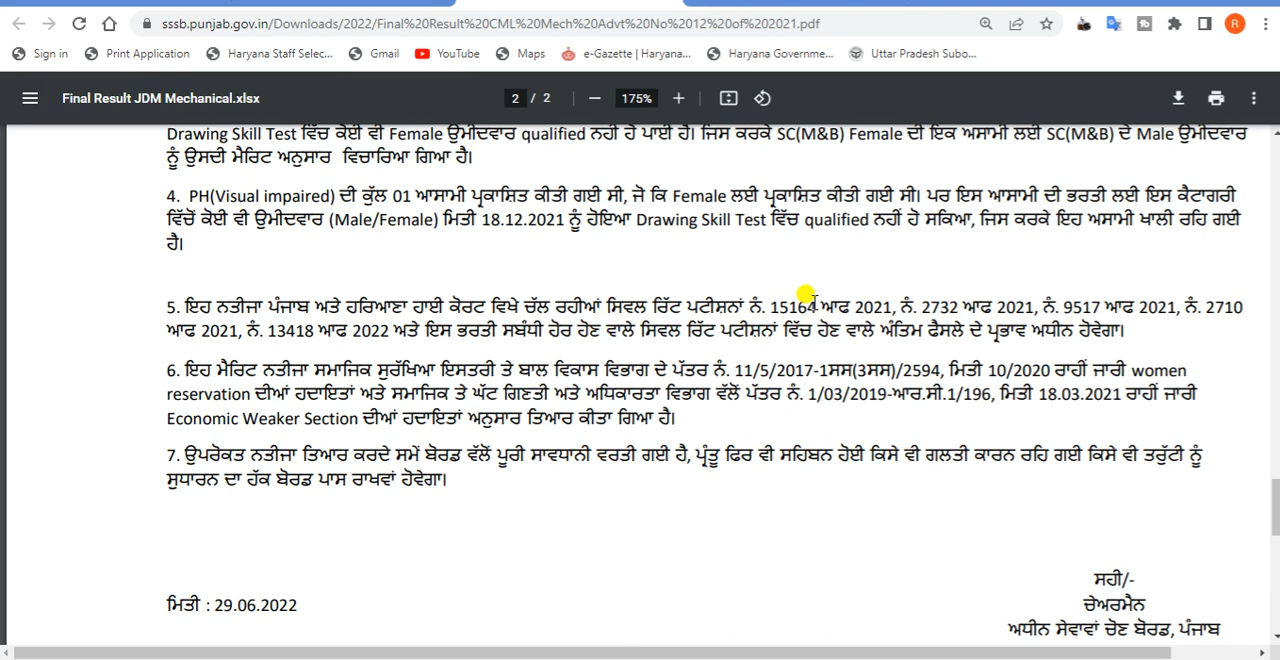 sssb.punjab.gov.in/Downloads/2022/Final%20Result%20CML%20Mech%20Advt%20No%2012%20of%202021.pdf
R
Sign in Print Application Haryana Staff Selec... Gmail YouTube Maps e-Gazette | Haryana... Haryana Governme... Uttar Pradesh Subo...
Final Result JDM Mechanical.xlsx 2 / 2 175%
Drawing Skill Test ਵਿੱਚ ਕੋਈ ਵੀ Female ਉਮੀਦਵਾਰ qualified ਨਹੀ ਹੋ ਪਾਈ ਹੈ। ਜਿਸ ਕਰਕੇ SC(M&B) Female ਦੀ ਇਕ ਅਸਾਮੀ ਲਈ SC(M&B) ਦੇ Male ਉਮੀਦਵਾਰ
ਨੂੰ ਉਸਦੀ ਮੈਰਿਟ ਅਨੁਸਾਰ ਵਿਚਾਰਿਆ ਗਿਆ ਹੈ।
4. PH(Visual impaired) ਦੀ ਕੁੱਲ 01 ਆਸਾਮੀ ਪ੍ਰਕਾਸ਼ਿਤ ਕੀਤੀ ਗਈ ਸੀ, ਜੋ ਕਿ Female ਲਈ ਪ੍ਰਕਾਸ਼ਿਤ ਕੀਤੀ ਗਈ ਸੀ। ਪਰ ਇਸ ਆਸਾਮੀ ਦੀ ਭਰਤੀ ਲਈ ਇਸ ਕੈਟਾਗਰੀ
ਵਿੱਚੋਂ ਕੋਈ ਵੀ ਉਮੀਦਵਾਰ (Male/Female) ਮਿਤੀ 18.12.2021 ਨੂੰ ਹੋਇਆ Drawing Skill Test ਵਿੱਚ qualified ਨਹੀਂ ਹੋ ਸਕਿਆ, ਜਿਸ ਕਰਕੇ ਇਹ ਅਸਾਮੀ ਖਾਲੀ ਰਹਿ ਗਈ
ਹੈ।
5. ਇਹ ਨਤੀਜਾ ਪੰਜਾਬ ਅਤੇ ਹਰਿਆਣਾ ਹਾਈ ਕੋਰਟ ਵਿਖੇ ਚੱਲ ਰਹੀਆਂ ਸਿਵਲ ਰਿੱਟ ਪਟੀਸ਼ਨਾਂ ਨੰ. 15164 ਆਫ 2021, ਨੰ. 2732 ਆਫ 2021, ਨੰ. 9517 ਆਫ 2021, ਨੰ. 2710
ਆਫ 2021, ਨੰ. 13418 ਆਫ 2022 ਅਤੇ ਇਸ ਭਰਤੀ ਸਬੰਧੀ ਹੋਰ ਹੋਣ ਵਾਲੇ ਸਿਵਲ ਰਿੱਟ ਪਟੀਸ਼ਨਾਂ ਵਿੱਚ ਹੋਣ ਵਾਲੇ ਅੰਤਿਮ ਫੈਸਲੇ ਦੇ ਪ੍ਰਭਾਵ ਅਧੀਨ ਹੋਵੇਗਾ।
6. ਇਹ ਮੈਰਿਟ ਨਤੀਜਾ ਸਮਾਜਿਕ ਸੁਰੱਖਿਆ ਇਸਤਰੀ ਤੇ ਬਾਲ ਵਿਕਾਸ ਵਿਭਾਗ ਦੇ ਪੱਤਰ ਨੰ. 11/5/2017-1ਸਸ(3ਸਸ)/2594, ਮਿਤੀ 10/2020 ਰਾਹੀਂ ਜਾਰੀ women
reservation ਦੀਆਂ ਹਦਾਇਤਾਂ ਅਤੇ ਸਮਾਜਿਕ ਤੇ ਘੱਟ ਗਿਣਤੀ ਅਤੇ ਅਧਿਕਾਰਤਾ ਵਿਭਾਗ ਵੱਲੋਂ ਪੱਤਰ ਨੰ. 1/03/2019-ਆਰ.ਸੀ.1/196, ਮਿਤੀ 18.03.2021 ਰਾਹੀਂ ਜਾਰੀ
Economic Weaker Section ਦੀਆਂ ਹਦਾਇਤਾਂ ਅਨੁਸਾਰ ਤਿਆਰ ਕੀਤਾ ਗਿਆ ਹੈ।
7. ਉਪਰੋਕਤ ਨਤੀਜਾ ਤਿਆਰ ਕਰਦੇ ਸਮੇਂ ਬੋਰਡ ਵੱਲੋਂ ਪੂਰੀ ਸਾਵਧਾਨੀ ਵਰਤੀ ਗਈ ਹੈ, ਪ੍ਰੰਤੂ ਫਿਰ ਵੀ ਸਹਿਬਨ ਹੋਈ ਕਿਸੇ ਵੀ ਗਲਤੀ ਕਾਰਨ ਰਹਿ ਗਈ ਕਿਸੇ ਵੀ ਤਰੁੱਟੀ ਨੂੰ
ਸੁਧਾਰਨ ਦਾ ਹੱਕ ਬੋਰਡ ਪਾਸ ਰਾਖਵਾਂ ਹੋਵੇਗਾ।
ਸਹੀ/-
ਮਿਤੀ : 29.06.2022 ਚੇਅਰਮੈਨ
ਅਧੀਨ ਸੇਵਾਵਾਂ ਚੋਣ ਬੋਰਡ, ਪੰਜਾਬ